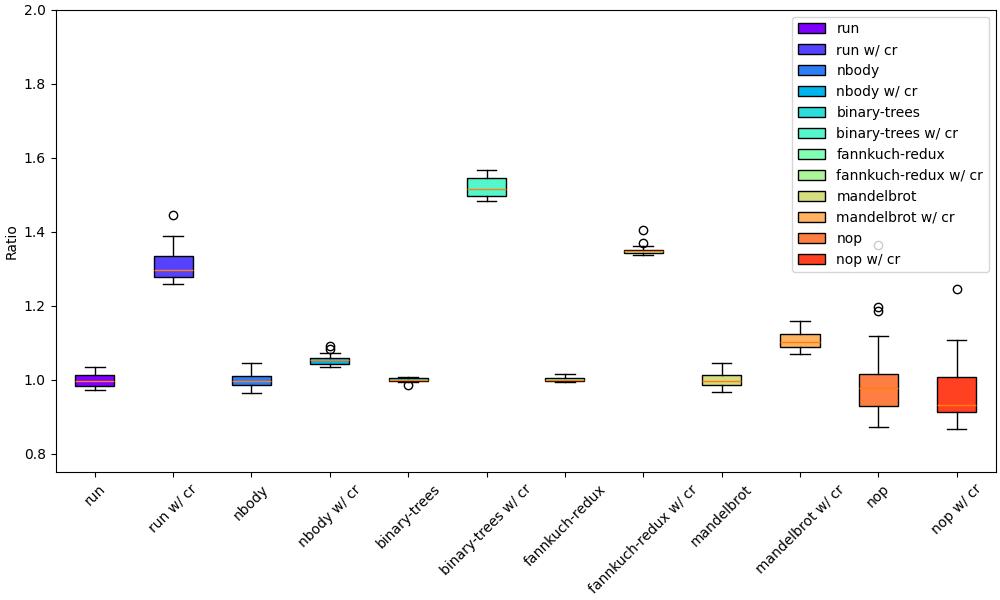 2.0
1.8
1.6
1.4
1.2
1.0
0.8
Ratio
run
run w/ cr
nbody
nbody w/ cr
binary-trees
binary-trees w/ cr
fannkuch-redux
fannkuch-redux w/ cr
mandelbrot
mandelbrot w/ cr
nop
nop w/ cr
run
run w/ cr
nbody
nbody w/ cr
binary-trees
binary-trees w/ cr
fannkuch-redux
fannkuch-redux w/ cr
mandelbrot
mandelbrot w/ cr
nop
nop w/ cr